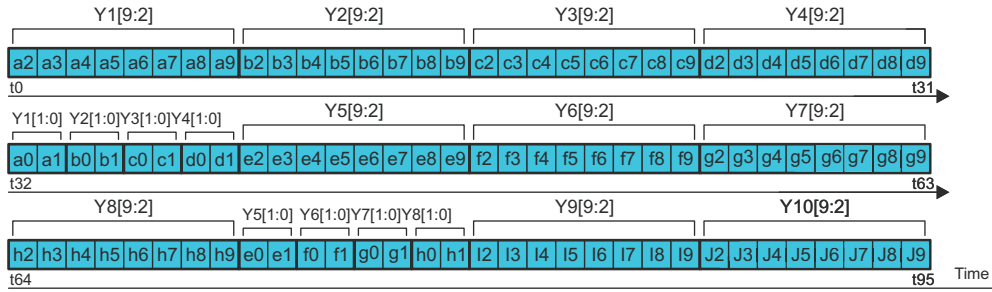 Y1[9:2] Y2[9:2] Y3[9:2] Y4[9:2]
a2 a3 a4 a5 a6 a7 a8 a9 b2 b3 b4 b5 b6 b7 b8 b9 c2 c3 c4 c5 c6 c7 c8 c9 d2 d3 d4 d5 d6 d7 d8 d9
t0 t31
Y1[1:0] Y2[1:0] Y3[1:0] Y4[1:0] Y5[9:2] Y6[9:2] Y7[9:2]
a0 a1 b0 b1 c0 c1 d0 d1 e2 e3 e4 e5 e6 e7 e8 e9 f2 f3 f4 f5 f6 f7 f8 f9 g2 g3 g4 g5 g6 g7 g8 g9
t32 t63
Y8[9:2] Y5[1:0] Y6[1:0] Y7[1:0] Y8[1:0] Y9[9:2] Y10[9:2]
h2 h3 h4 h5 h6 h7 h8 h9 e0 e1 f0 f1 g0 g1 h0 h1 I2 I3 I4 I5 I6 I7 I8 I9 J2 J3 J4 J5 J6 J7 J8 J9
t64 t95 Time